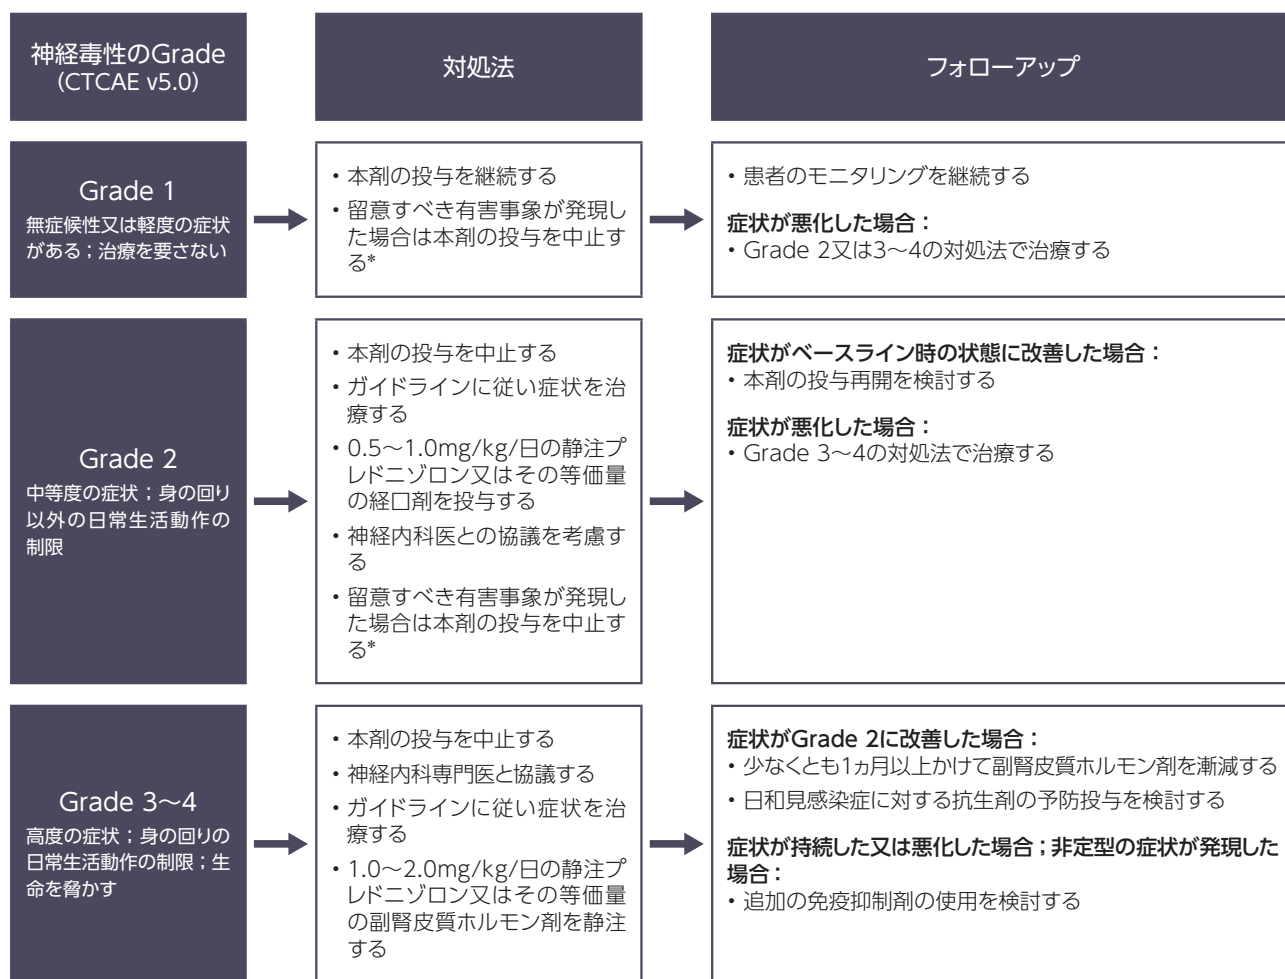 神経毒性のGrade
(CTCAE v5.0)
対処法
フォローアップ
Grade 1
無症候性又は軽度の症状
がある；治療を要さない
・本剤の投与を継続する
・留意すべき有害事象が発現し
た場合は本剤の投与を中止す
る*
・患者のモニタリングを継続する
症状が悪化した場合：
・Grade 2又は3～4の対処法で治療する
Grade 2
中等度の症状；身の回り
以外の日常生活動作の
制限
・本剤の投与を中止する
・ガイドラインに従い症状を治
療する
・0.5～1.0mg/kg/日の静注プ
レドニゾロン又はその等価量
の経口剤を投与する
・神経内科医との協議を考慮す
る
・留意すべき有害事象が発現し
た場合は本剤の投与を中止す
る*
症状がベースライン時の状態に改善した場合：
・本剤の投与再開を検討する
症状が悪化した場合：
・Grade 3～4の対処法で治療する
Grade 3～4
高度の症状；身の回りの
日常生活動作の制限；生
命を脅かす
・本剤の投与を中止する
・神経内科専門医と協議する
・ガイドラインに従い症状を治
療する
・1.0～2.0mg/kg/日の静注プ
レドニゾロン又はその等価量
の副腎皮質ホルモン剤を静注
する
症状がGrade 2に改善した場合：
・少なくとも1ヵ月以上かけて副腎皮質ホルモン剤を漸減する
・日和見感染症に対する抗生剤の予防投与を検討する
症状が持続した又は悪化した場合；非定型の症状が発現した
場合：
・追加の免疫抑制剤の使用を検討する